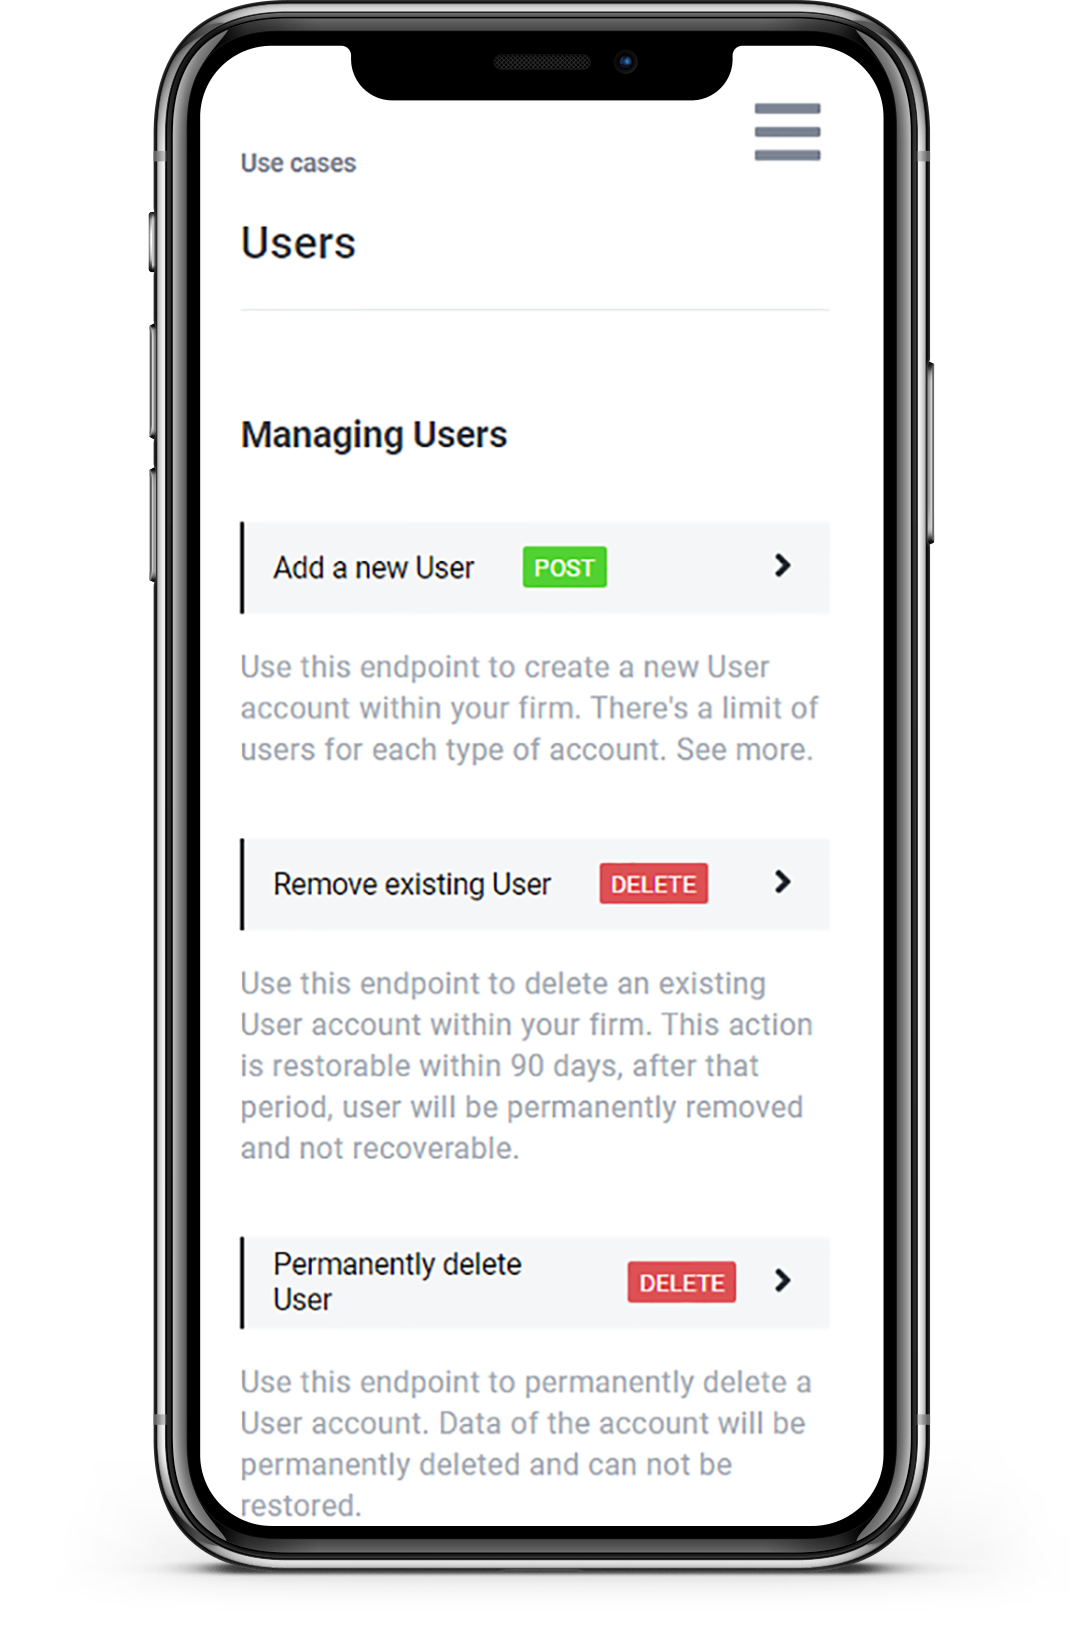 Use cases
Users
Managing Users
Add a new User POST
Use this endpoint to create a new User
account within your firm. There's a limit of
users for each type of account. See more.
Remove existing User DELETE
Use this endpoint to delete an existing
User account within your firm. This action
is restorable within 90 days, after that
period, user will be permanently removed
and not recoverable.
Permanently delete
User DELETE
Use this endpoint to permanently delete a
User account. Data of the account will be
permanently deleted and can not be
restored.